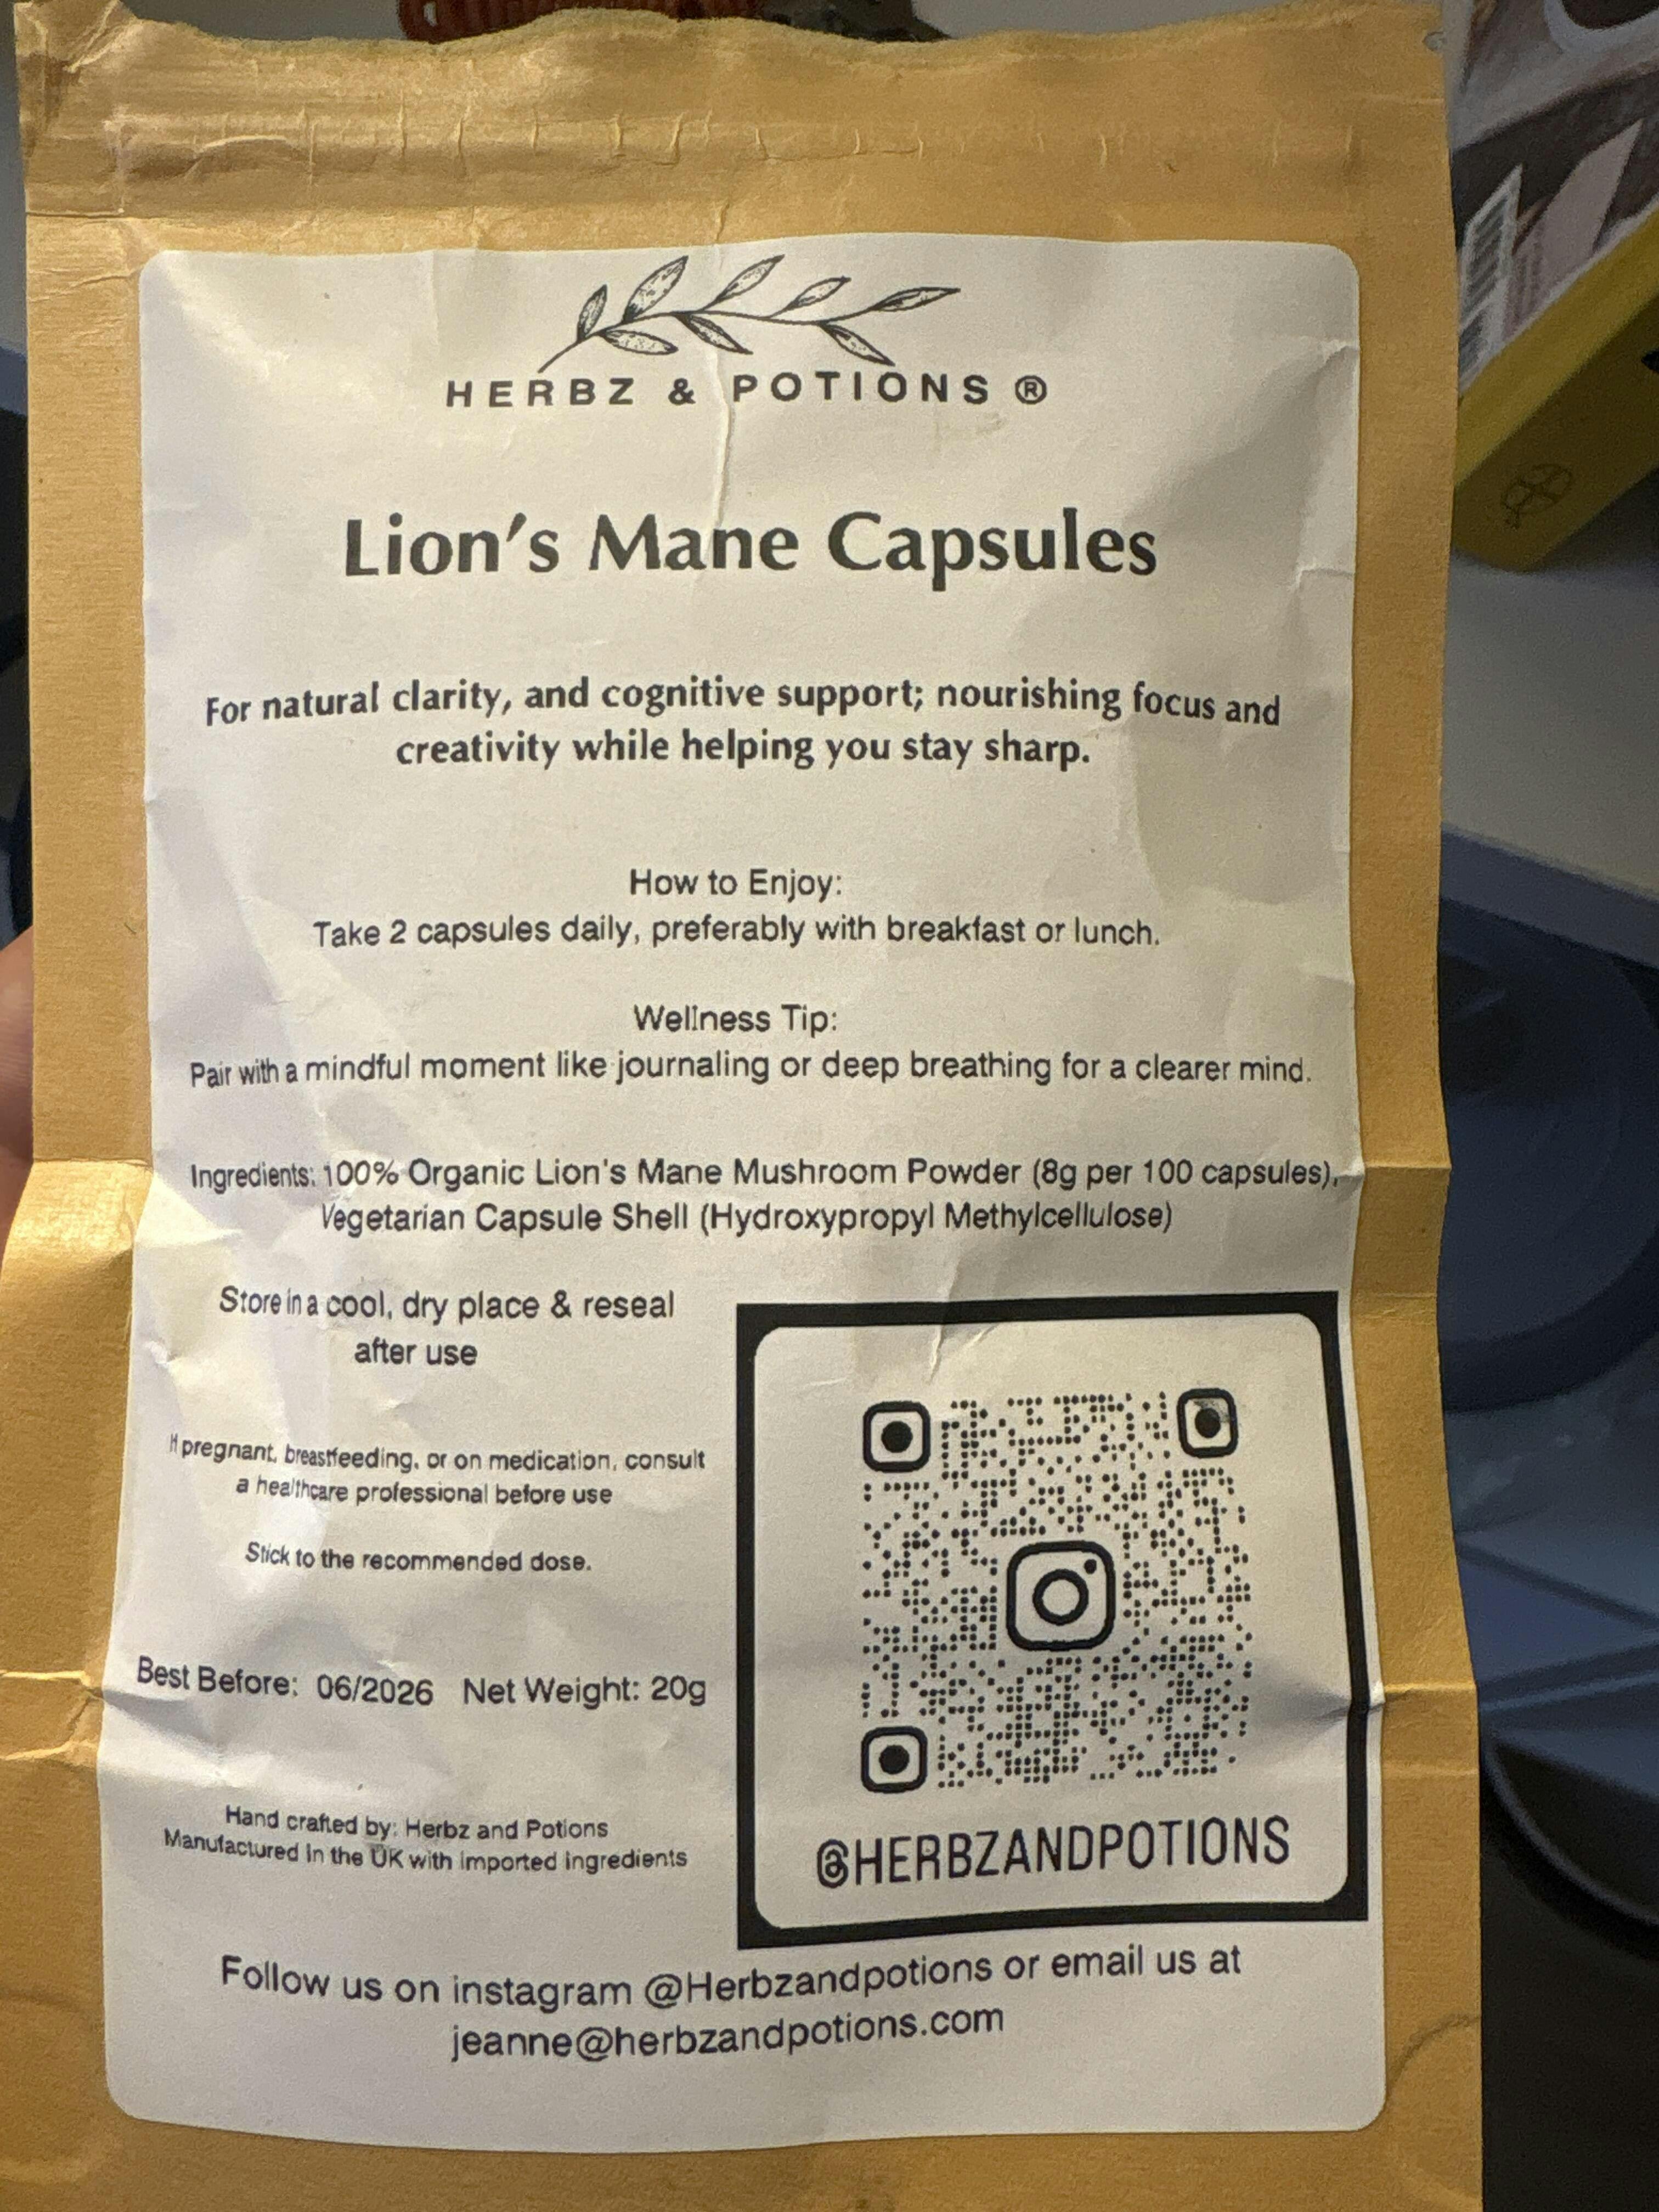 HERBZ & POTIONS ®
Lion's Mane Capsules
For natural clarity, and cognitive support; nourishing focus and
creativity while helping you stay sharp.
How to Enjoy:
Take 2 capsules daily, preferably with breakfast or lunch.
Wellness Tip:
Pair with a mindful moment like journaling or deep breathing for a clearer mind.
Ingredients: 100% Organic Lion's Mane Mushroom Powder (8g per 100 capsules),
Vegetarian Capsule Shell (Hydroxypropyl Methylcellulose)
Store in a cool, dry place & reseal
after use
If pregnant, breastfeeding, or on medication, consult
a healthcare professional before use
Stick to the recommended dose.
Best Before: 06/2026 Net Weight: 20g
Hand crafted by: Herbz and Potions
Manufactured in the UK with imported ingredients
@HERBZANDPOTIONS
Follow us on instagram @Herbzandpotions or email us at
jeanne@herbzandpotions.com